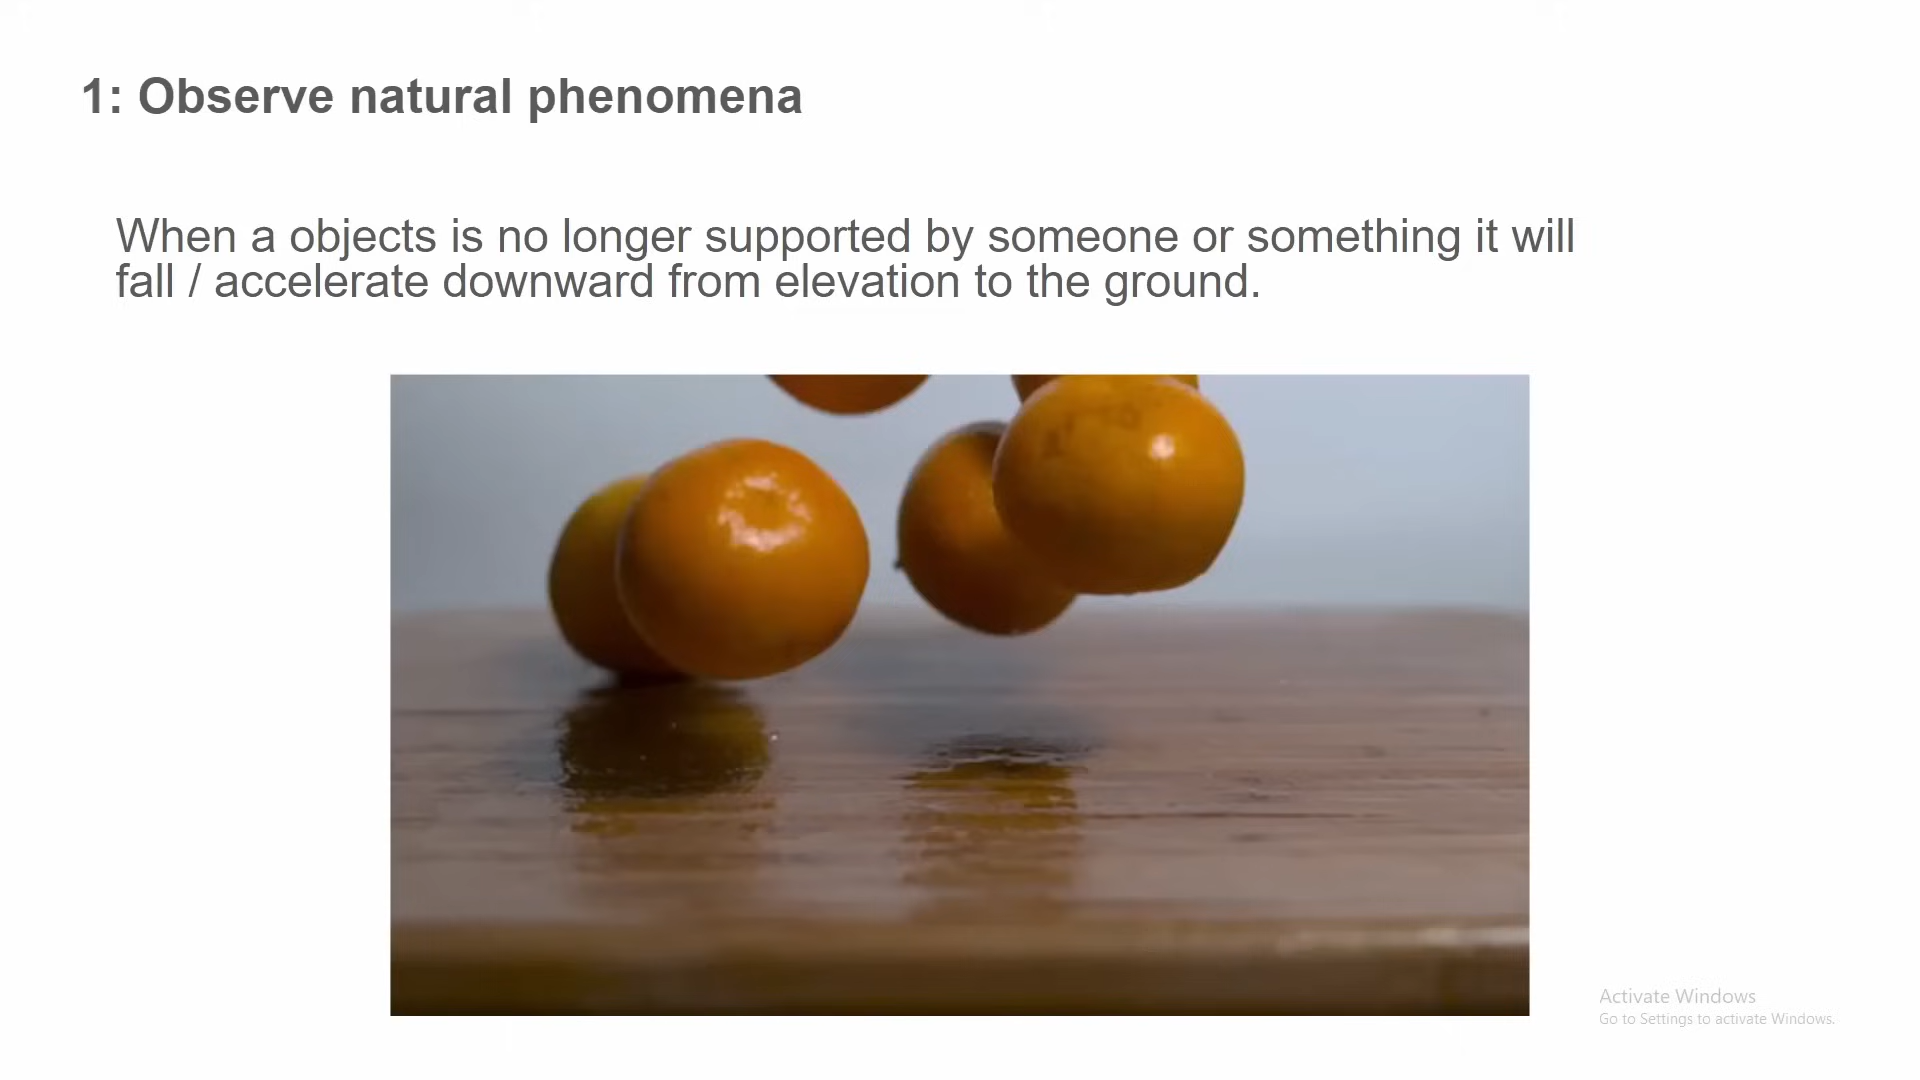 1: Observe natural phenomena
When a objects is no longer supported by someone or something it will
fall / accelerate downward from elevation to the ground.
Activate Windows
Go to Settings to activate Windows.